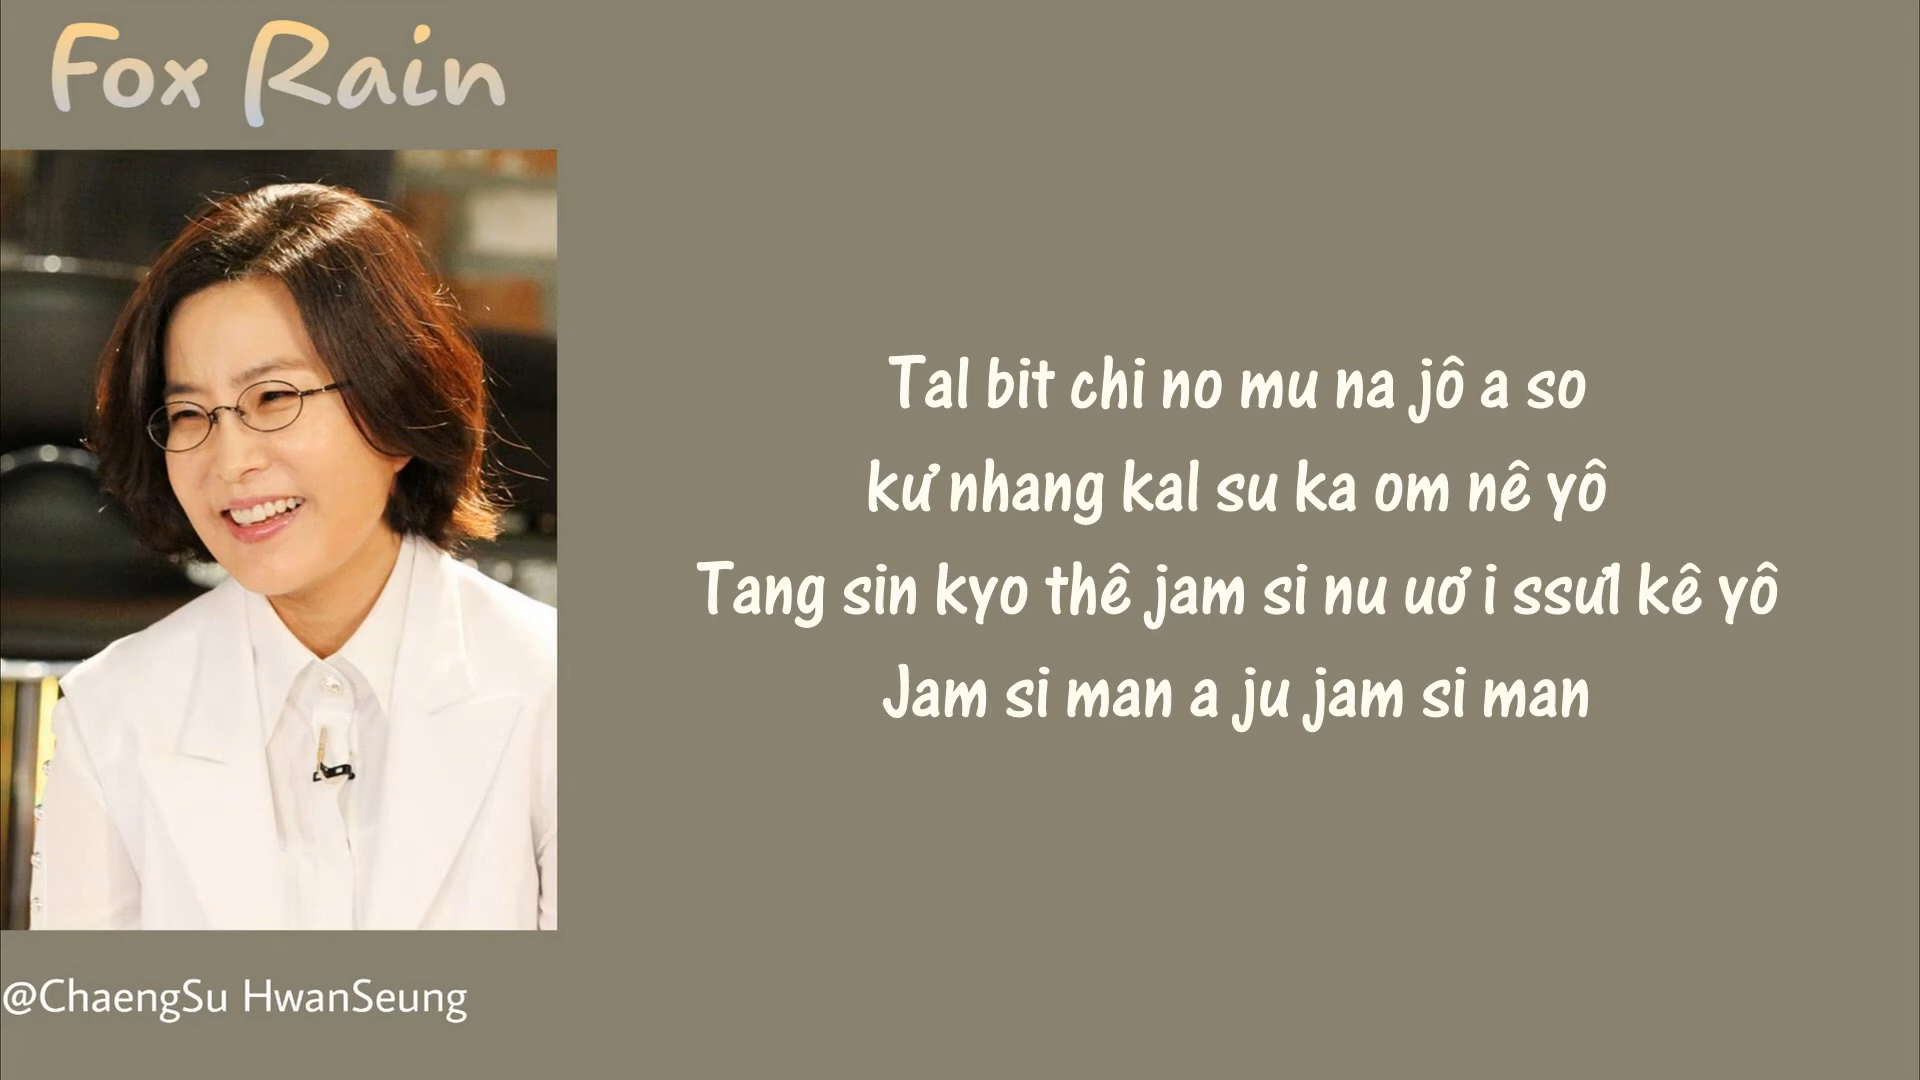 Fox Rain
Tal bit chi no mu na jô a so
kư nhang kal su ka om nê yô
Tang sin kyo thê jam si nu uơ i ssưl kê yô
Jam si man a ju jam si man
@ChaengSu HwanSeung